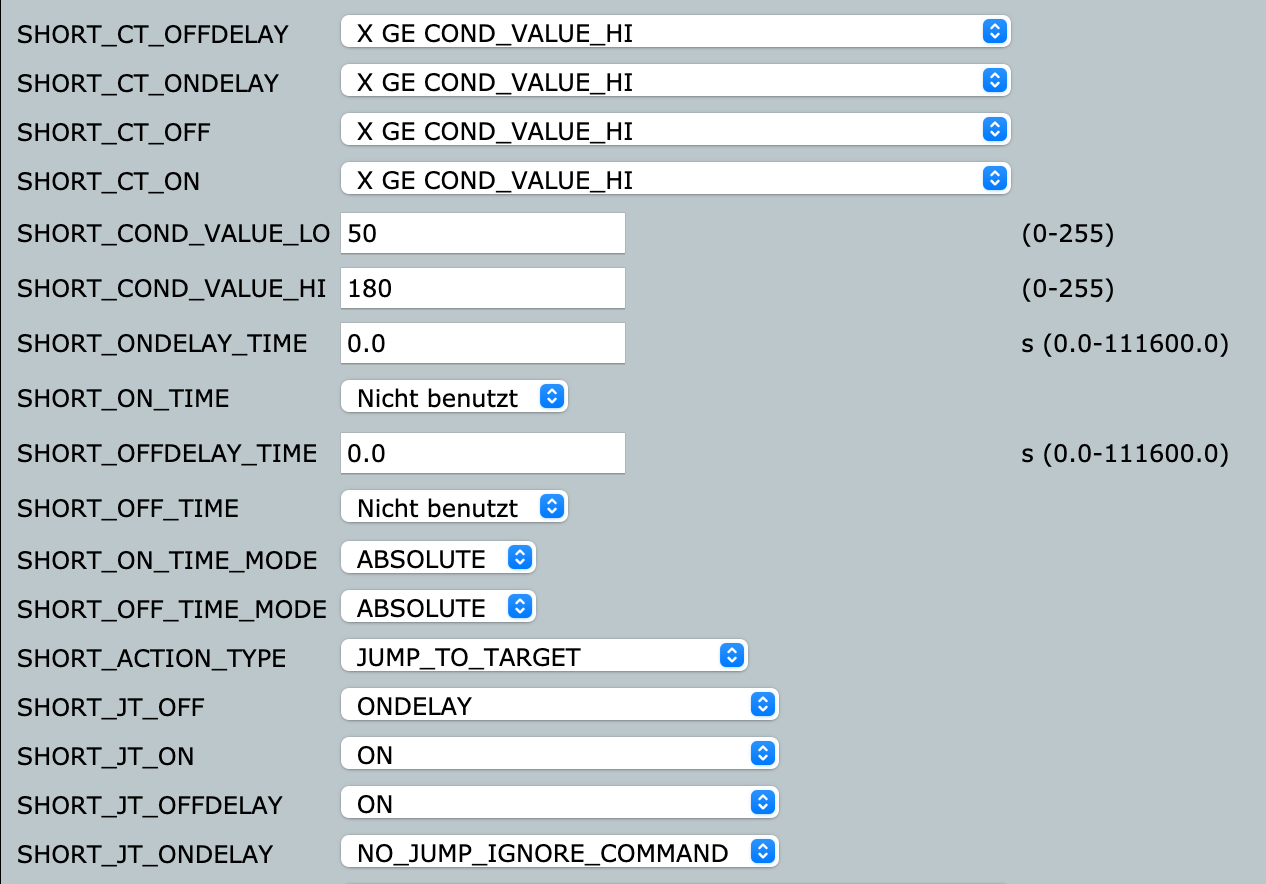 SHORT_CT_OFFDELAY X GE COND_VALUE_HI
SHORT_CT_ONDELAY X GE COND_VALUE_HI
SHORT_CT_OFF X GE COND_VALUE_HI
SHORT_CT_ON X GE COND_VALUE_HI
SHORT_COND_VALUE_LO 50 (0-255)
SHORT_COND_VALUE_HI 180 (0-255)
SHORT_ONDELAY_TIME 0.0 s (0.0-111600.0)
SHORT_ON_TIME Nicht benutzt
SHORT_OFFDELAY_TIME 0.0 s (0.0-111600.0)
SHORT_OFF_TIME Nicht benutzt
SHORT_ON_TIME_MODE ABSOLUTE
SHORT_OFF_TIME_MODE ABSOLUTE
SHORT_ACTION_TYPE JUMP_TO_TARGET
SHORT_JT_OFF ONDELAY
SHORT_JT_ON ON
SHORT_JT_OFFDELAY ON
SHORT_JT_ONDELAY NO_JUMP_IGNORE_COMMAND